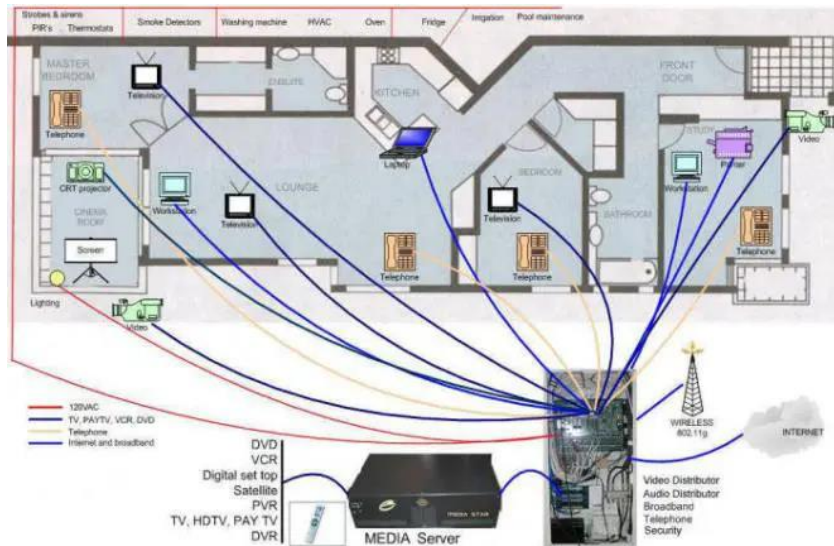 Strobes & sirens
PIR's Thermostats
Smoke Detectors
Washing machine
HVAC
Oven
Fridge
Irrigation
Pool maintenance
MASTER
BEDROOM
Television
Telephone
ENSUITE
KITCHEN
FRONT
DOOR
Laptop
STUDY
Printer
Video
CRT projector
CINEMA
ROOM
Screen
Lighting
Workstation
LOUNGE
Television
Telephone
BEDROOM
Television
Telephone
BATHROOM
Workstation
Telephone
Video
120VAC
TV, PAYTV, VCR, DVD
Telephone
Internet and broadband
WIRELESS
802.11g
INTERNET
DVD
VCR
Digital set top
Satellite
PVR
TV, HDTV, PAY TV
DVR
MEDIA STAR
MEDIA Server
Video Distributor
Audio Distributor
Broadband
Telephone
Security